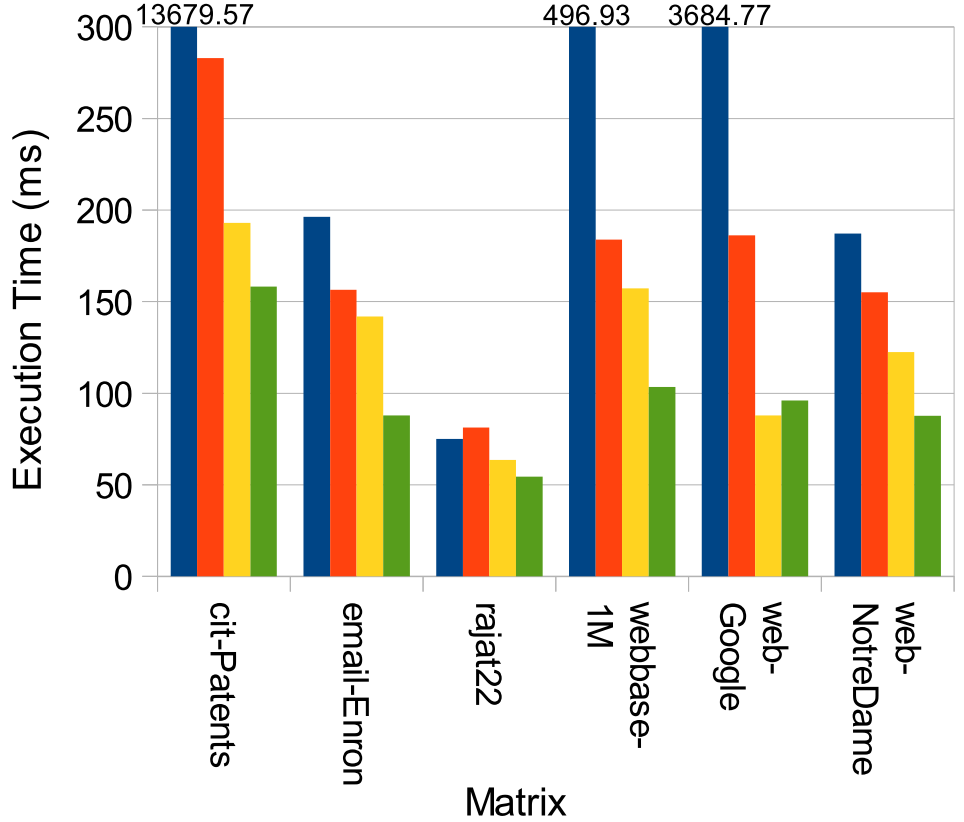 13679.57
496.93
3684.77
300
250
200
150
100
50
0
Execution Time (ms)
cit-Patents
email-Enron
rajat22
webbase-
1M
web-
Google
web-
NotreDame
Matrix